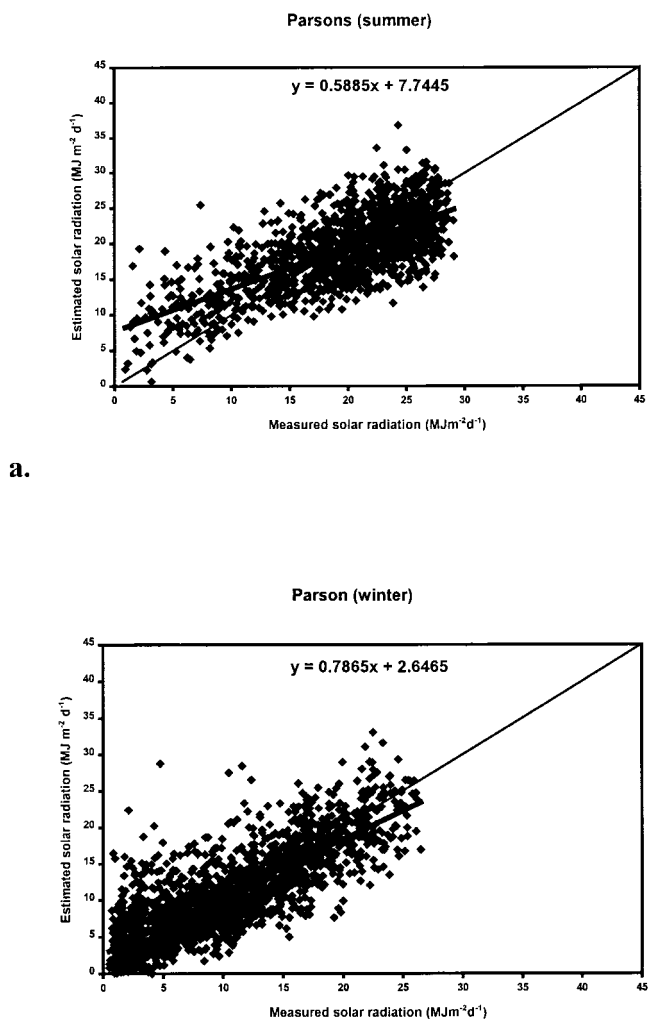 Parsons (summer)
y = 0.5885x + 7.7445
Estimated solar radiation (MJ m-2 d-1)
45
40
35
30
25
20
15
10
5
0
0 5 10 15 20 25 30 35 45
Measured solar radiation (MJm-2d-1)
a.
Parson (winter)
y = 0.7865x + 2.6465
Estimated solar radiation (MJ m-2 d-1)
45
40
35
30
25
20
15
10
5
0
0 5 10 15 20 25 30 35 40 45
Measured solar radiation (MJm-2d-1)